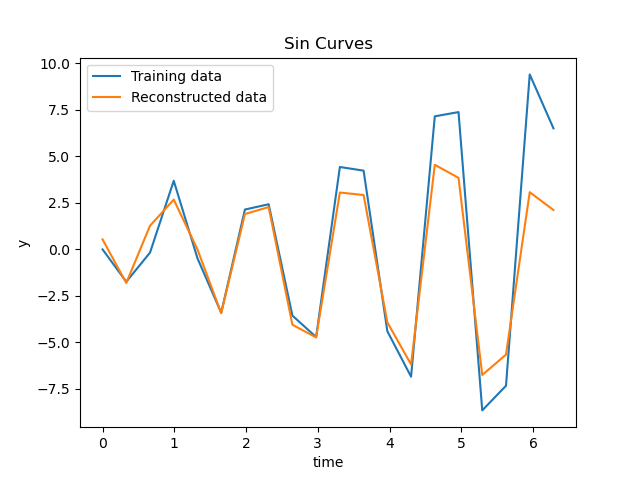 Sin Curves
Training data
Reconstructed data
10.0
7.5
5.0
2.5
0.0
−2.5
−5.0
−7.5
y
0 1 2 3 4 5 6
time